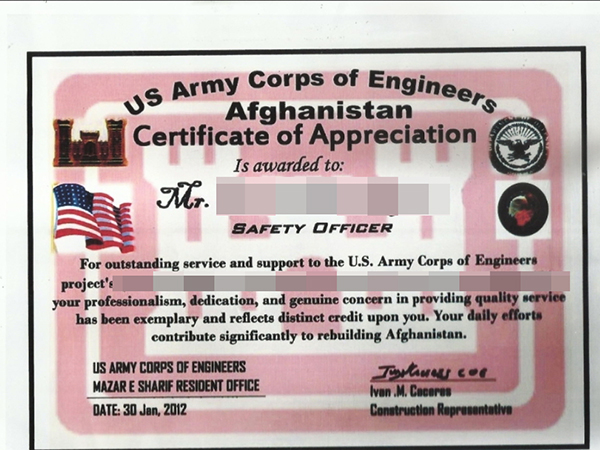 US Army Corps of Engineers
Afghanistan
Certificate of Appreciation
Is awarded to:
Mr.
SAFETY OFFICER
For outstanding service and support to the U.S. Army Corps of Engineers
project's
your professionalism, dedication, and genuine concern in providing quality service
has been exemplary and reflects distinct credit upon you. Your daily efforts
contribute significantly to rebuilding Afghanistan.
US ARMY CORPS OF ENGINEERS
MAZAR E SHARIF RESIDENT OFFICE
DATE: 30 Jan, 2012
Ivan .M. Caceres
Construction Representative